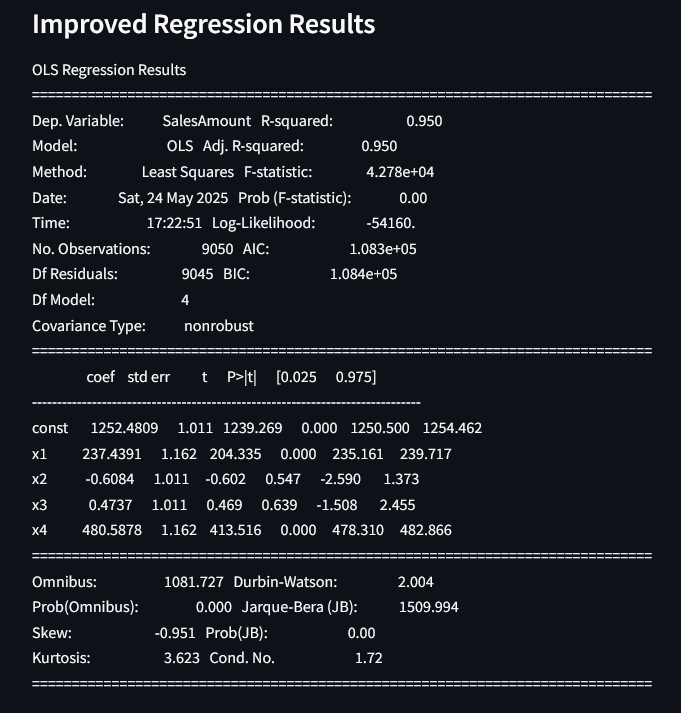 Improved Regression Results
OLS Regression Results
==============================================================================
Dep. Variable: SalesAmount R-squared: 0.950
Model: OLS Adj. R-squared: 0.950
Method: Least Squares F-statistic: 4.278e+04
Date: Sat, 24 May 2025 Prob (F-statistic): 0.00
Time: 17:22:51 Log-Likelihood: -54160.
No. Observations: 9050 AIC: 1.083e+05
Df Residuals: 9045 BIC: 1.084e+05
Df Model: 4
Covariance Type: nonrobust
==============================================================================
coef std err t P>|t| [0.025 0.975]
------------------------------------------------------------------------------
const 1252.4809 1.011 1239.269 0.000 1250.500 1254.462
x1 237.4391 1.162 204.335 0.000 235.161 239.717
x2 -0.6084 1.011 -0.602 0.547 -2.590 1.373
x3 0.4737 1.011 0.469 0.639 -1.508 2.455
x4 480.5878 1.162 413.516 0.000 478.310 482.866
==============================================================================
Omnibus: 1081.727 Durbin-Watson: 2.004
Prob(Omnibus): 0.000 Jarque-Bera (JB): 1509.994
Skew: -0.951 Prob(JB): 0.00
Kurtosis: 3.623 Cond. No. 1.72
==============================================================================